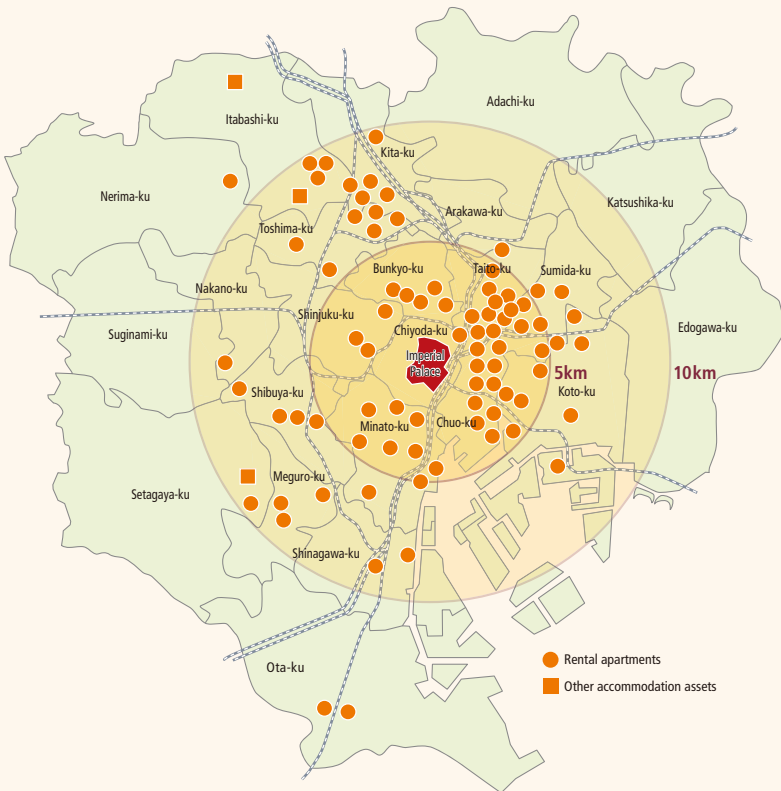 Adachi-ku
Itabashi-ku
Kita-ku
Nerima-ku
Katsushika-ku
Arakawa-ku
Toshima-ku
Bunkyo-ku
Taito-ku
Sumida-ku
Nakano-ku
Shinjuku-ku
Chiyoda-ku
Edogawa-ku
Suginami-ku
Imperial
Palace
5km
10km
Shibuya-ku
Koto-ku
Minato-ku
Chuo-ku
Meguro-ku
Setagaya-ku
Shinagawa-ku
Ota-ku
Rental apartments
Other accommodation assets